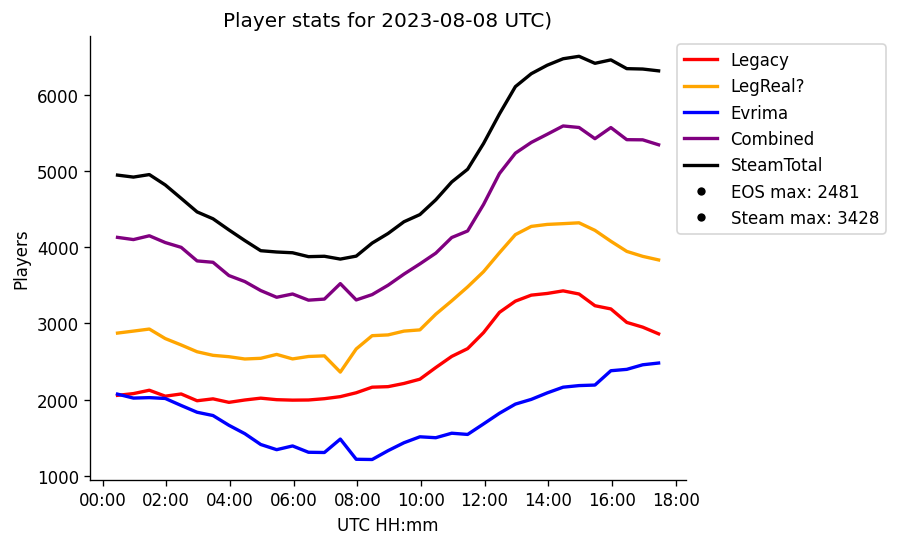 Player stats for 2023-08-08 UTC)
Legacy
LegReal?
Evrima
Combined
SteamTotal
EOS max: 2481
Steam max: 3428
Players
6000
5000
4000
3000
2000
1000
00:00 02:00 04:00 06:00 08:00 10:00 12:00 14:00 16:00 18:00
UTC HH:mm